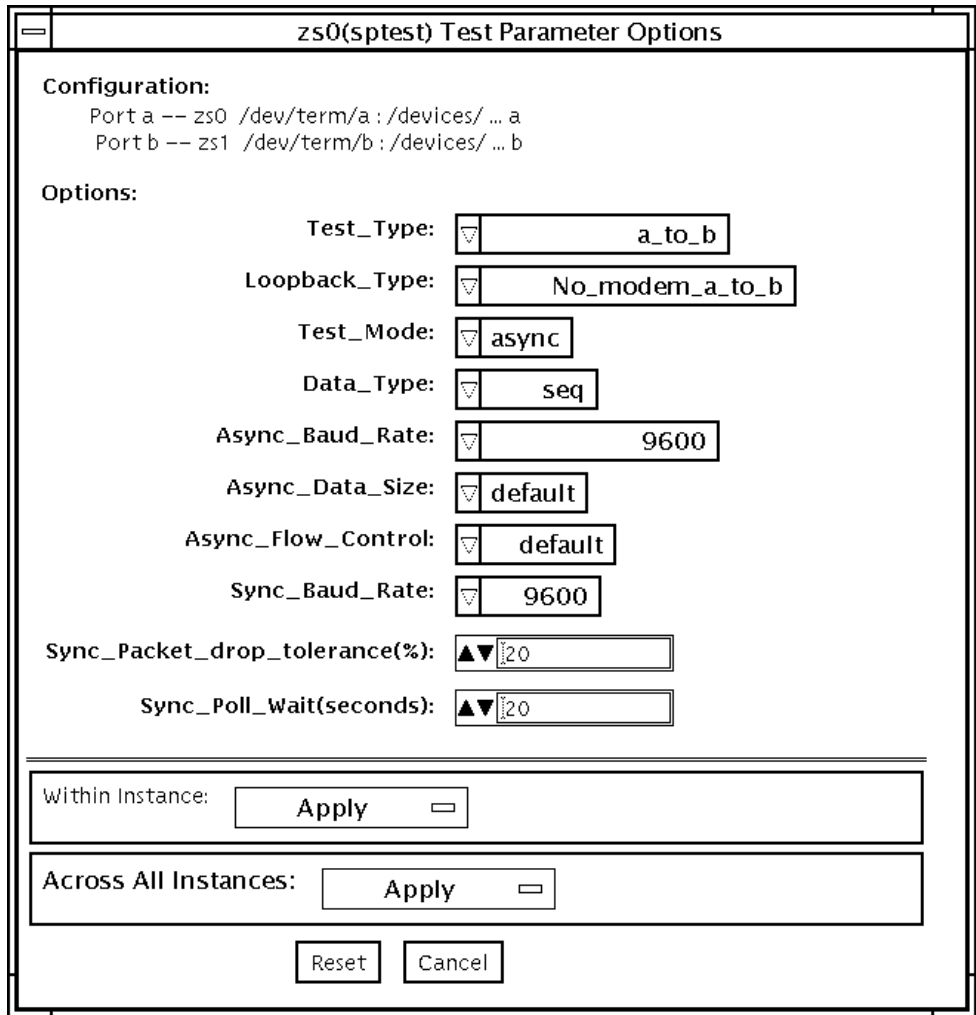 zs0(sptest) Test Parameter Options
Configuration:
Port a -- zs0 /dev/term/a : /devices/ ... a
Port b -- zs1 /dev/term/b : /devices/ ... b
Options:
Test_Type: a_to_b
Loopback_Type: No_modem_a_to_b
Test_Mode: async
Data_Type: seq
Async_Baud_Rate: 9600
Async_Data_Size: default
Async_Flow_Control: default
Sync_Baud_Rate: 9600
Sync_Packet_drop_tolerance(%): 20
Sync_Poll_Wait(seconds): 20
Within Instance: Apply
Across All Instances: Apply
Reset Cancel